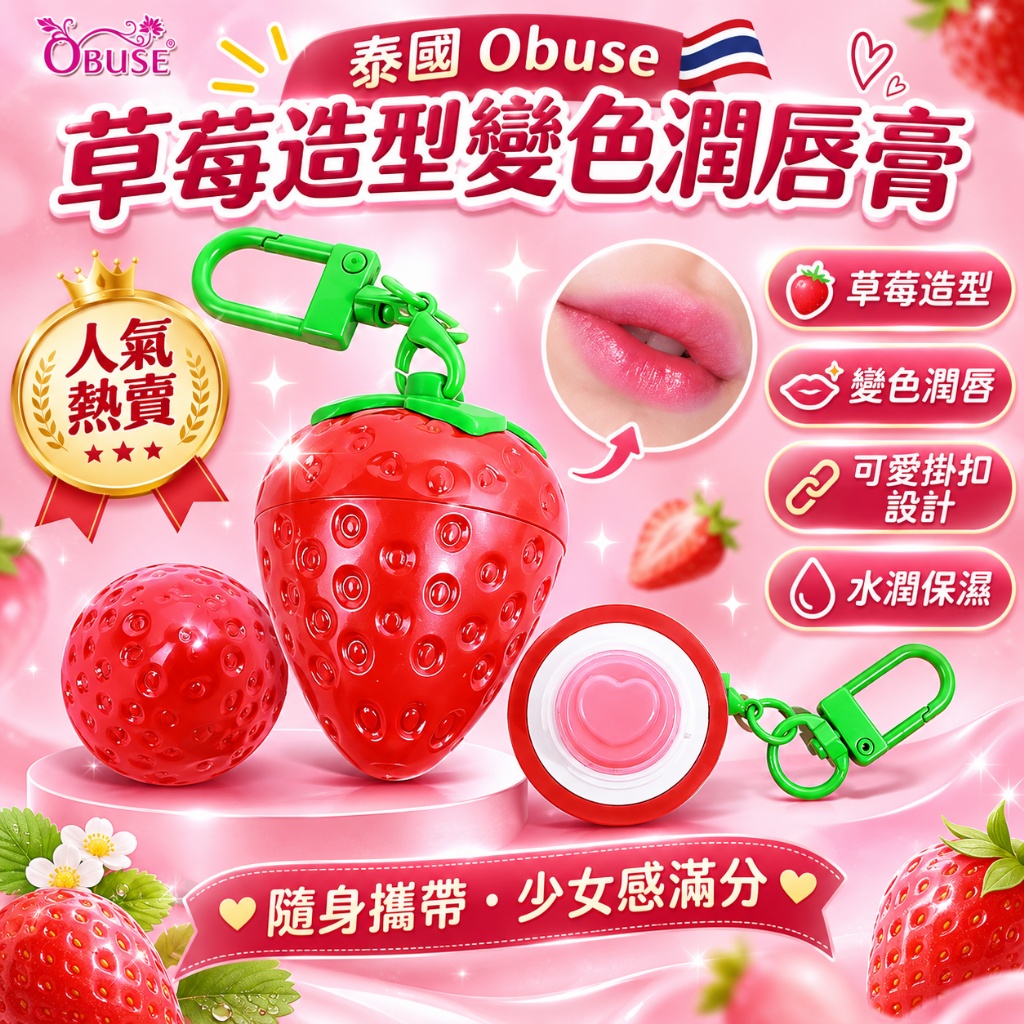 OBUSE®
泰國 Obuse
草莓造型變色潤唇膏
人氣
熱賣
草莓造型
變色潤唇
可愛掛扣
設計
水潤保濕
隨身攜帶・少女感滿分